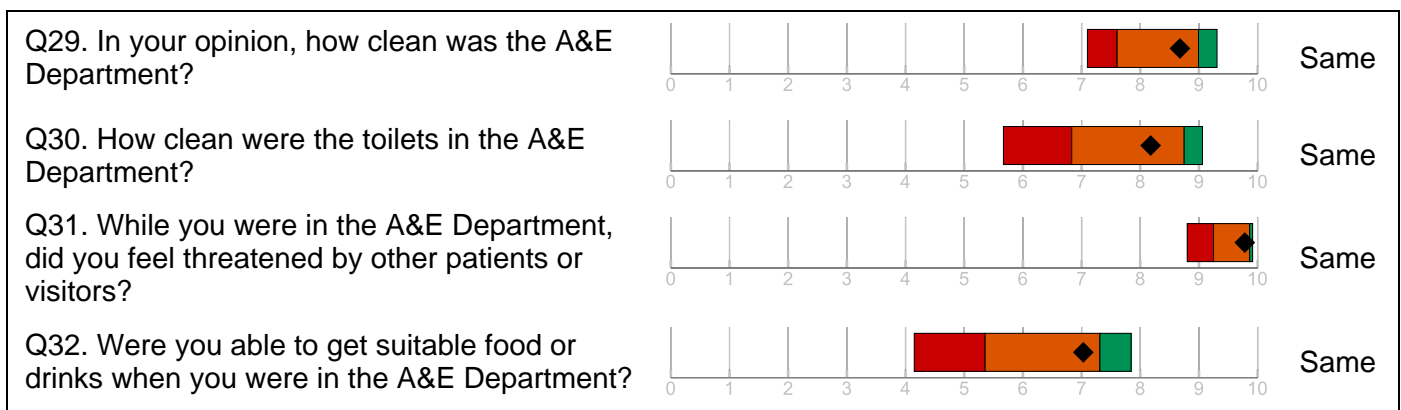 Q29. In your opinion, how clean was the A&E
Department?
Same
0 1 2 3 4 5 6 7 8 9 10
Q30. How clean were the toilets in the A&E
Department?
Same
0 1 2 3 4 5 6 7 8 9 10
Q31. While you were in the A&E Department,
did you feel threatened by other patients or
visitors?
Same
0 1 2 3 4 5 6 7 8 9 10
Q32. Were you able to get suitable food or
drinks when you were in the A&E Department?
Same
0 1 2 3 4 5 6 7 8 9 10